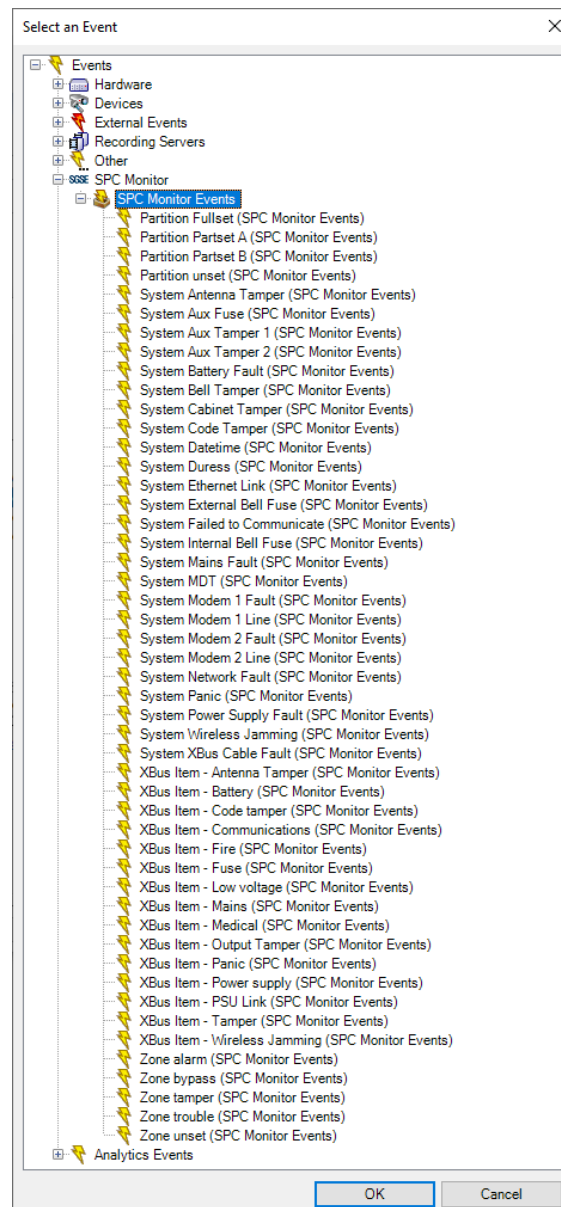 Select an Event
Events
Hardware
Devices
External Events
Recording Servers
Other
SGSE SPC Monitor
SPC Monitor Events
Partition Fullset (SPC Monitor Events)
Partition Partset A (SPC Monitor Events)
Partition Partset B (SPC Monitor Events)
Partition unset (SPC Monitor Events)
System Antenna Tamper (SPC Monitor Events)
System Aux Fuse (SPC Monitor Events)
System Aux Tamper 1 (SPC Monitor Events)
System Aux Tamper 2 (SPC Monitor Events)
System Battery Fault (SPC Monitor Events)
System Bell Tamper (SPC Monitor Events)
System Cabinet Tamper (SPC Monitor Events)
System Code Tamper (SPC Monitor Events)
System Datetime (SPC Monitor Events)
System Duress (SPC Monitor Events)
System Ethernet Link (SPC Monitor Events)
System External Bell Fuse (SPC Monitor Events)
System Failed to Communicate (SPC Monitor Events)
System Internal Bell Fuse (SPC Monitor Events)
System Mains Fault (SPC Monitor Events)
System MDT (SPC Monitor Events)
System Modem 1 Fault (SPC Monitor Events)
System Modem 1 Line (SPC Monitor Events)
System Modem 2 Fault (SPC Monitor Events)
System Modem 2 Line (SPC Monitor Events)
System Network Fault (SPC Monitor Events)
System Panic (SPC Monitor Events)
System Power Supply Fault (SPC Monitor Events)
System Wireless Jamming (SPC Monitor Events)
System XBus Cable Fault (SPC Monitor Events)
XBus Item - Antenna Tamper (SPC Monitor Events)
XBus Item - Battery (SPC Monitor Events)
XBus Item - Code tamper (SPC Monitor Events)
XBus Item - Communications (SPC Monitor Events)
XBus Item - Fire (SPC Monitor Events)
XBus Item - Fuse (SPC Monitor Events)
XBus Item - Low voltage (SPC Monitor Events)
XBus Item - Mains (SPC Monitor Events)
XBus Item - Medical (SPC Monitor Events)
XBus Item - Output Tamper (SPC Monitor Events)
XBus Item - Panic (SPC Monitor Events)
XBus Item - Power supply (SPC Monitor Events)
XBus Item - PSU Link (SPC Monitor Events)
XBus Item - Tamper (SPC Monitor Events)
XBus Item - Wireless Jamming (SPC Monitor Events)
Zone alarm (SPC Monitor Events)
Zone bypass (SPC Monitor Events)
Zone tamper (SPC Monitor Events)
Zone trouble (SPC Monitor Events)
Zone unset (SPC Monitor Events)
Analytics Events
OK Cancel